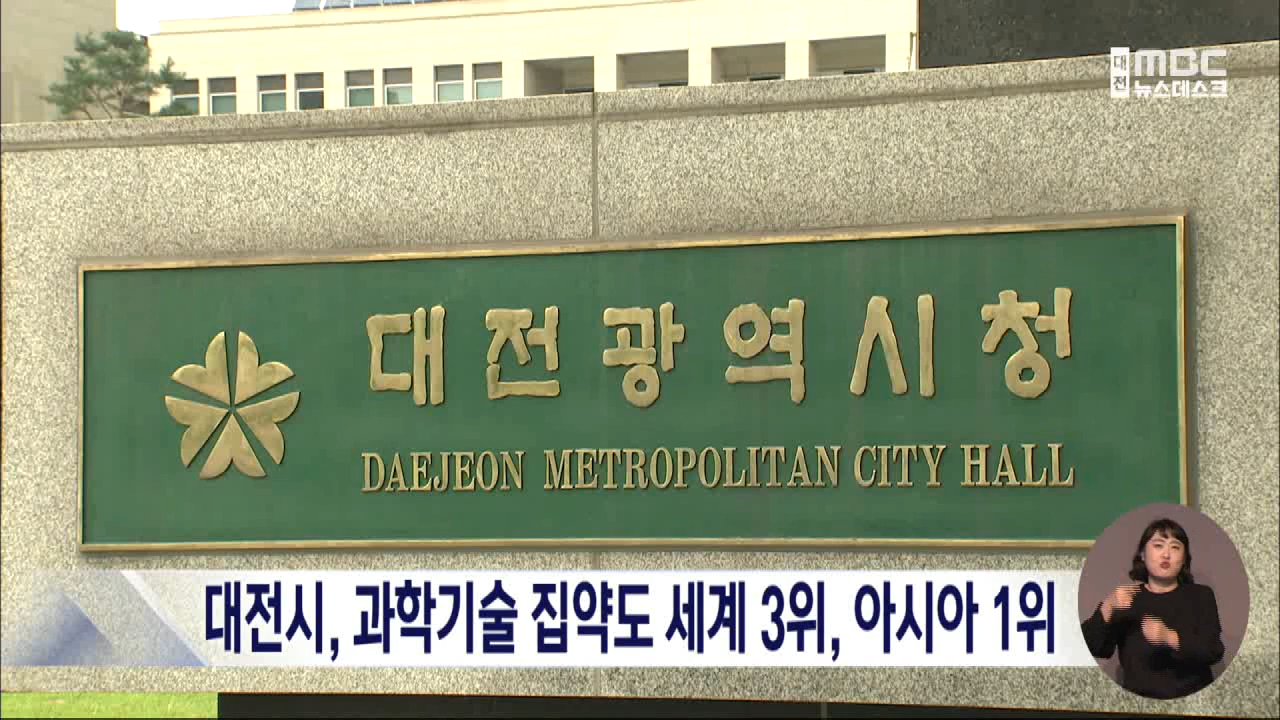 대전 MBC
뉴스데스크
대전광역시청
DAEJEON METROPOLITAN CITY HALL
대전시, 과학기술 집약도 세계 3위, 아시아 1위